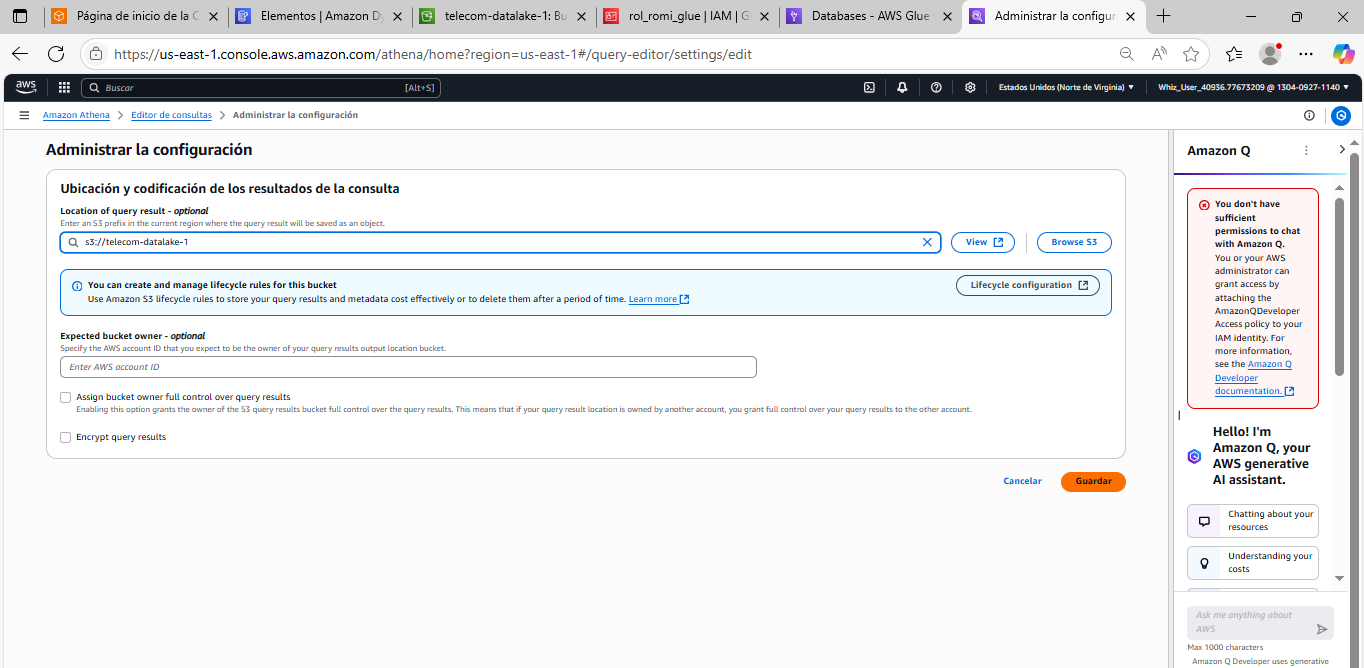 Página de inicio de la C
Elementos | Amazon Dy
telecom-datalake-1: Bu
rol_romi_glue | IAM | G
Databases - AWS Glue
Administrar la configur
https://us-east-1.console.aws.amazon.com/athena/home?region=us-east-1#/query-editor/settings/edit
aws
Buscar
[Alt+S]
Estados Unidos (Norte de Virginia)
Whiz_User_40936.77673209 @ 1304-0927-1140
Amazon Athena
Editor de consultas
Administrar la configuración
Administrar la configuración
Ubicación y codificación de los resultados de la consulta
Location of query result - optional
Enter an S3 prefix in the current region where the query result will be saved as an object.
s3://telecom-datalake-1
View
Browse S3
You can create and manage lifecycle rules for this bucket
Use Amazon S3 lifecycle rules to store your query results and metadata cost effectively or to delete them after a period of time. Learn more
Lifecycle configuration
Expected bucket owner - optional
Specify the AWS account ID that you expect to be the owner of your query results output location bucket.
Enter AWS account ID
Assign bucket owner full control over query results
Enabling this option grants the owner of the S3 query results bucket full control over the query results. This means that if your query result location is owned by another account, you grant full control over your query results to the other account.
Encrypt query results
Cancelar
Guardar
Amazon Q
You don't have
sufficient
permissions to chat
with Amazon Q.
You or your AWS
administrator can
grant access by
attaching the
AmazonQDeveloper
Access policy to your
IAM identity. For
more information,
see the Amazon Q
Developer
documentation.
Hello! I'm
Amazon Q, your
AWS generative
AI assistant.
Chatting about your
resources
Understanding your
costs
Ask me anything about
AWS
Max 1000 characters
Amazon Q Developer uses generative